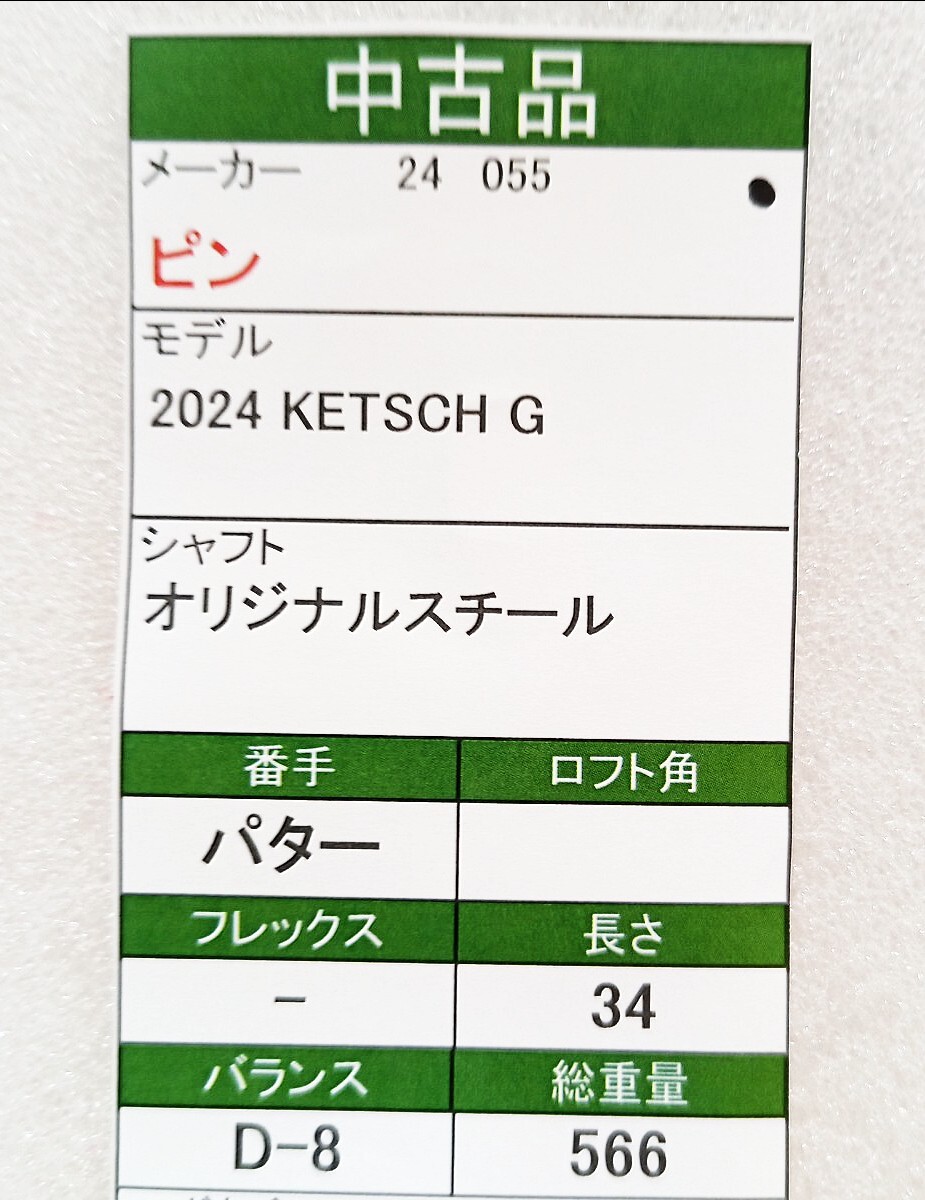 中古品
メーカー 24 055
ピン
モデル
2024 KETSCH G
シャフト
オリジナルスチール
番手 ロフト角
パター
フレックス 長さ
− 34
バランス 総重量
D−8 566